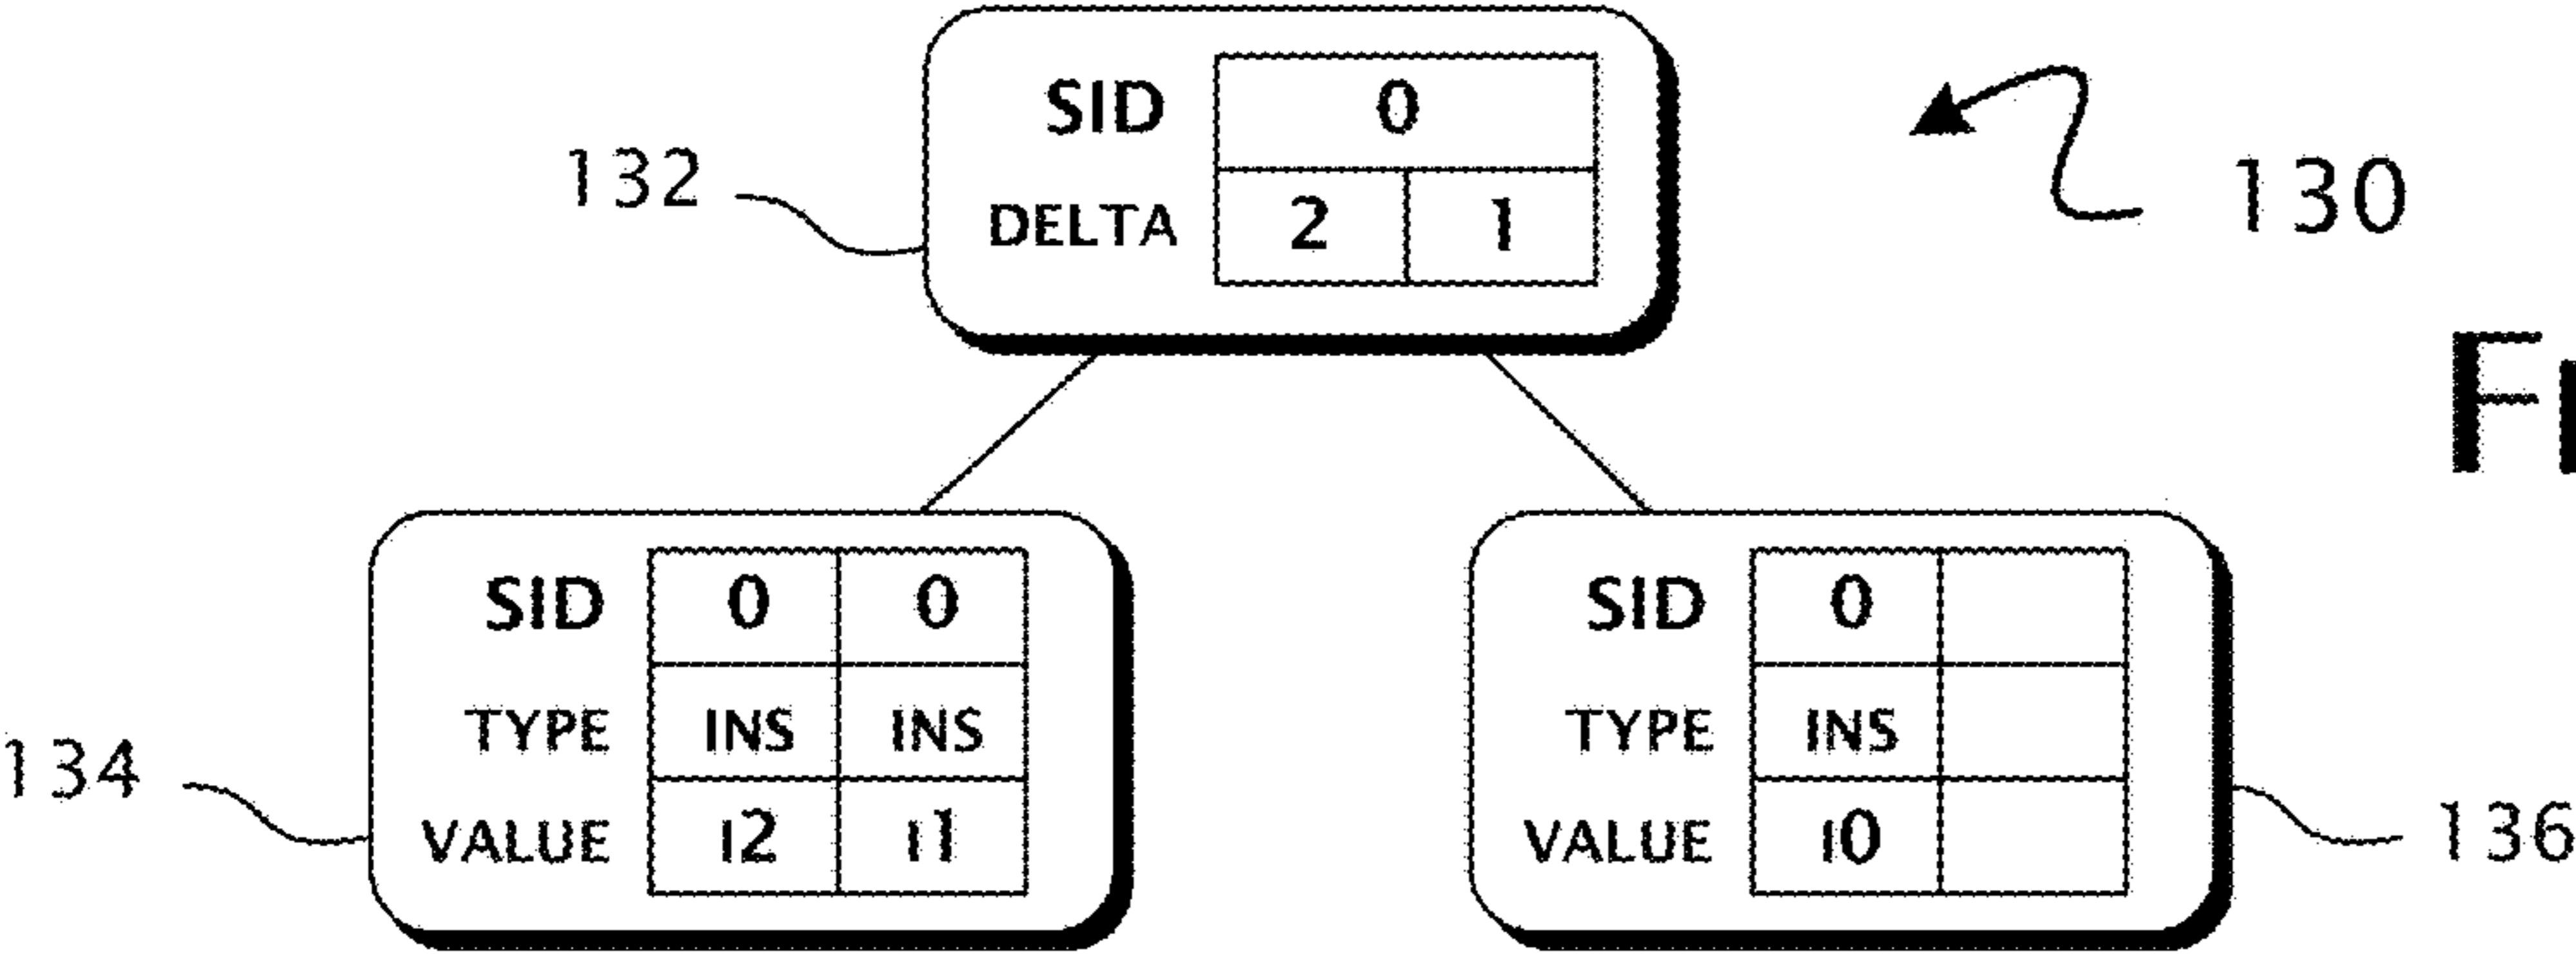 SID 0
132
DELTA 2 1
130
SID 0 0
TYPE INS INS
VALUE i2 i1
134
SID 0
TYPE INS
VALUE i0
136